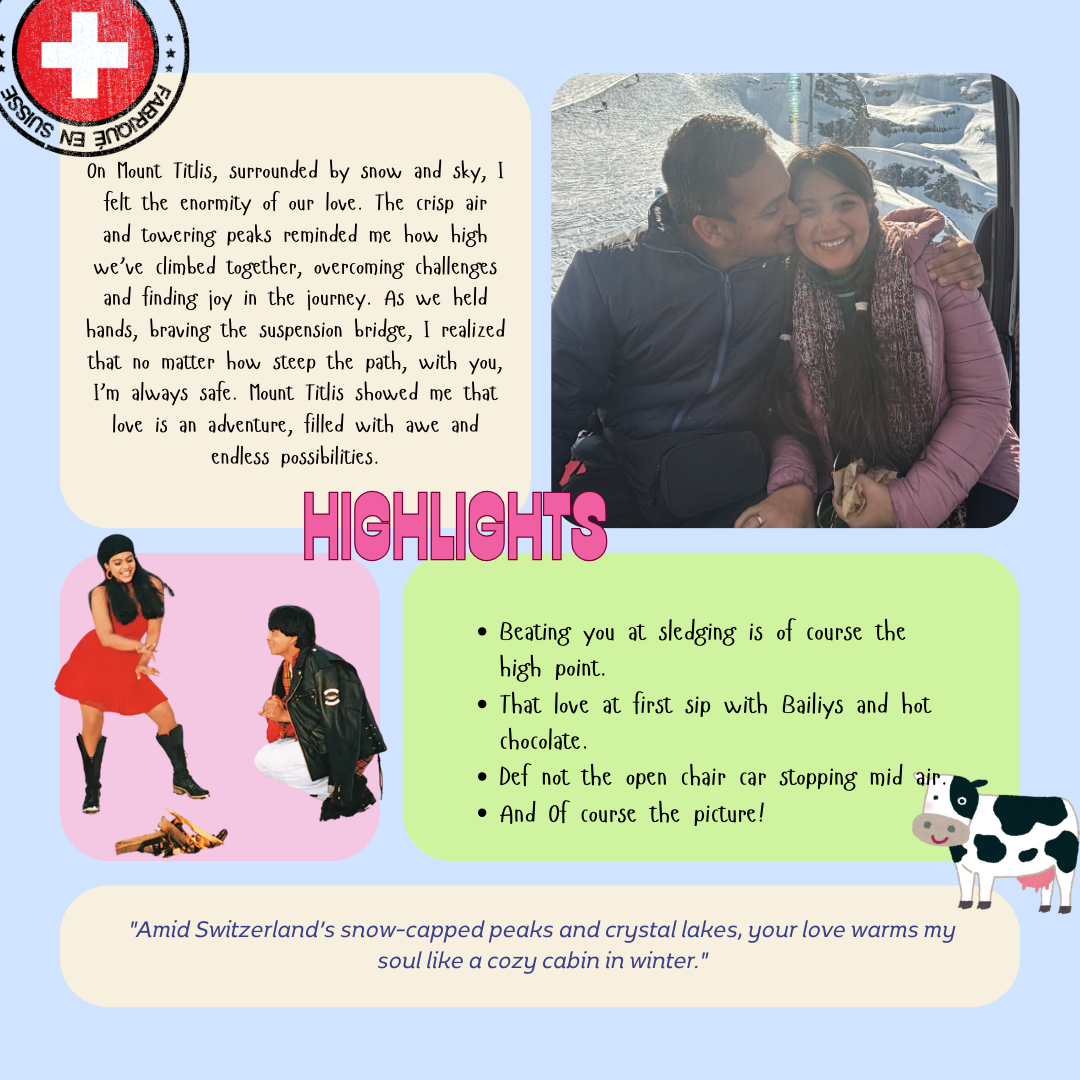 FABRIQUÉ EN SUISSE
On Mount Titlis, surrounded by snow and sky, I
felt the enormity of our love. The crisp air
and towering peaks reminded me how high
we've climbed together, overcoming challenges
and finding joy in the journey. As we held
hands, braving the suspension bridge, I realized
that no matter how steep the path, with you,
I'm always safe. Mount Titlis showed me that
love is an adventure, filled with awe and
endless possibilities.
HIGHLIGHTS
• Beating you at sledging is of course the
high point.
• That love at first sip with Bailiys and hot
chocolate.
• Def not the open chair car stopping mid air.
• And Of course the picture!
"Amid Switzerland's snow-capped peaks and crystal lakes, your love warms my
soul like a cozy cabin in winter."